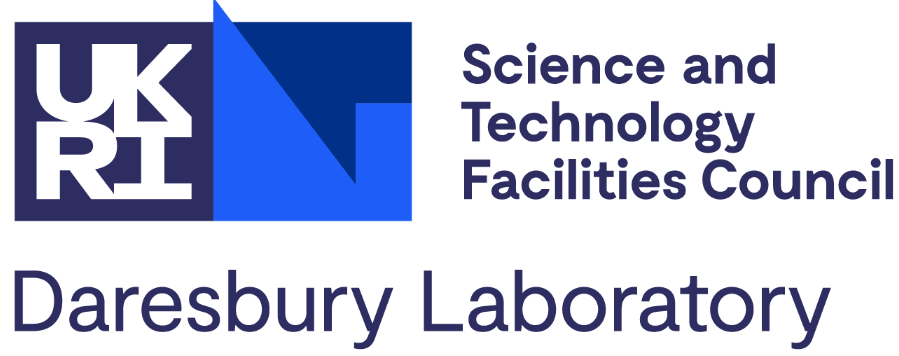 UK
RI
Science and
Technology
Facilities Council
Daresbury Laboratory